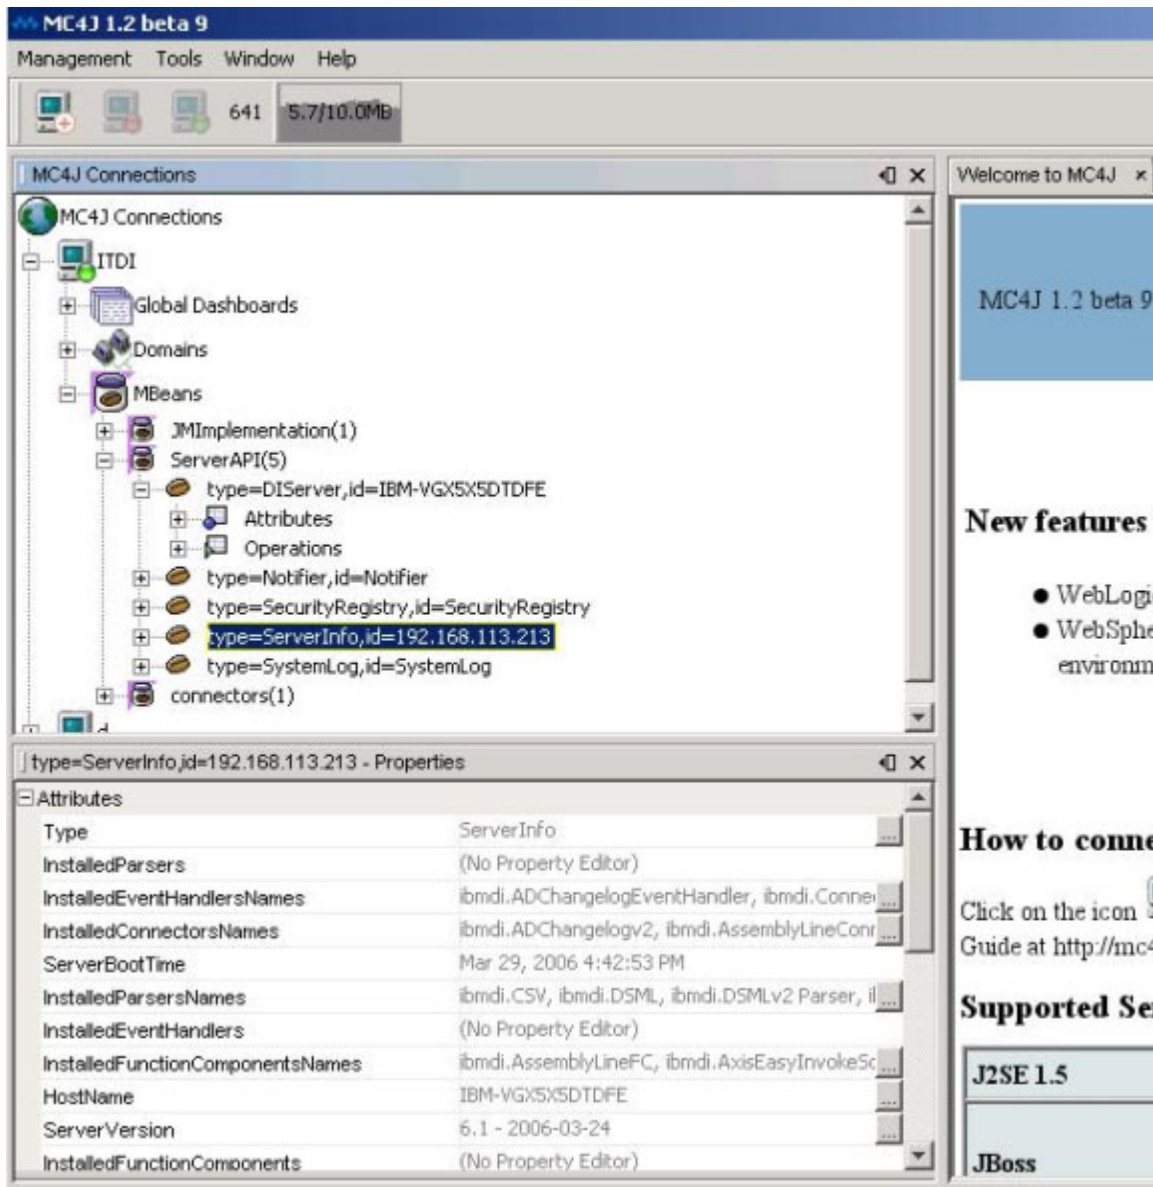 MC4J 1.2 beta 9
Management Tools Window Help
641 5.7/10.0MB
MC4J Connections
MC4J Connections
ITDI
Global Dashboards
Domains
MBeans
JMImplementation(1)
ServerAPI(5)
type=DIServer,id=IBM-VGX5X5DTDFE
Attributes
Operations
type=Notifier,id=Notifier
type=SecurityRegistry,id=SecurityRegistry
type=ServerInfo,id=192.168.113.213
type=SystemLog,id=SystemLog
connectors(1)
type=ServerInfo,id=192.168.113.213 - Properties
Attributes
Type ServerInfo ...
InstalledParsers (No Property Editor)
InstalledEventHandlersNames ibmdi.ADChangelogEventHandler, ibmdi.Conne ...
InstalledConnectorsNames ibmdi.ADChangelogv2, ibmdi.AssemblyLineConr ...
ServerBootTime Mar 29, 2006 4:42:53 PM
InstalledParsersNames ibmdi.CSV, ibmdi.DSML, ibmdi.DSMLv2 Parser, il ...
InstalledEventHandlers (No Property Editor)
InstalledFunctionComponentsNames ibmdi.AssemblyLineFC, ibmdi.AxisEasyInvokeSc ...
HostName IBM-VGX5X5DTDFE ...
ServerVersion 6.1 - 2006-03-24 ...
InstalledFunctionComponents (No Property Editor)
Welcome to MC4J
MC4J 1.2 beta 9
New features
WebLogi
WebSphe
environm
How to conne
Click on the icon
Guide at http://mc4
Supported Se
J2SE 1.5
JBoss